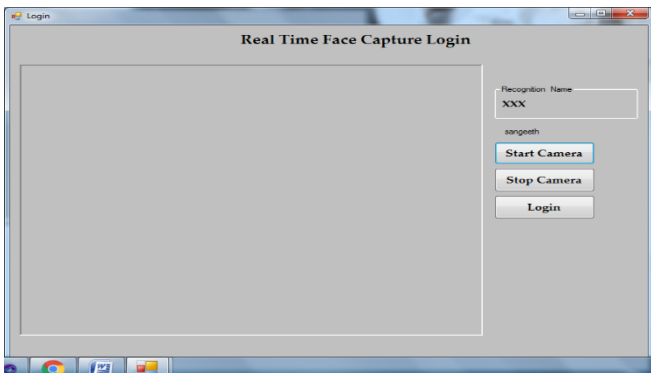 Login
Real Time Face Capture Login
Recognition Name
XXX
sangeeth
Start Camera
Stop Camera
Login